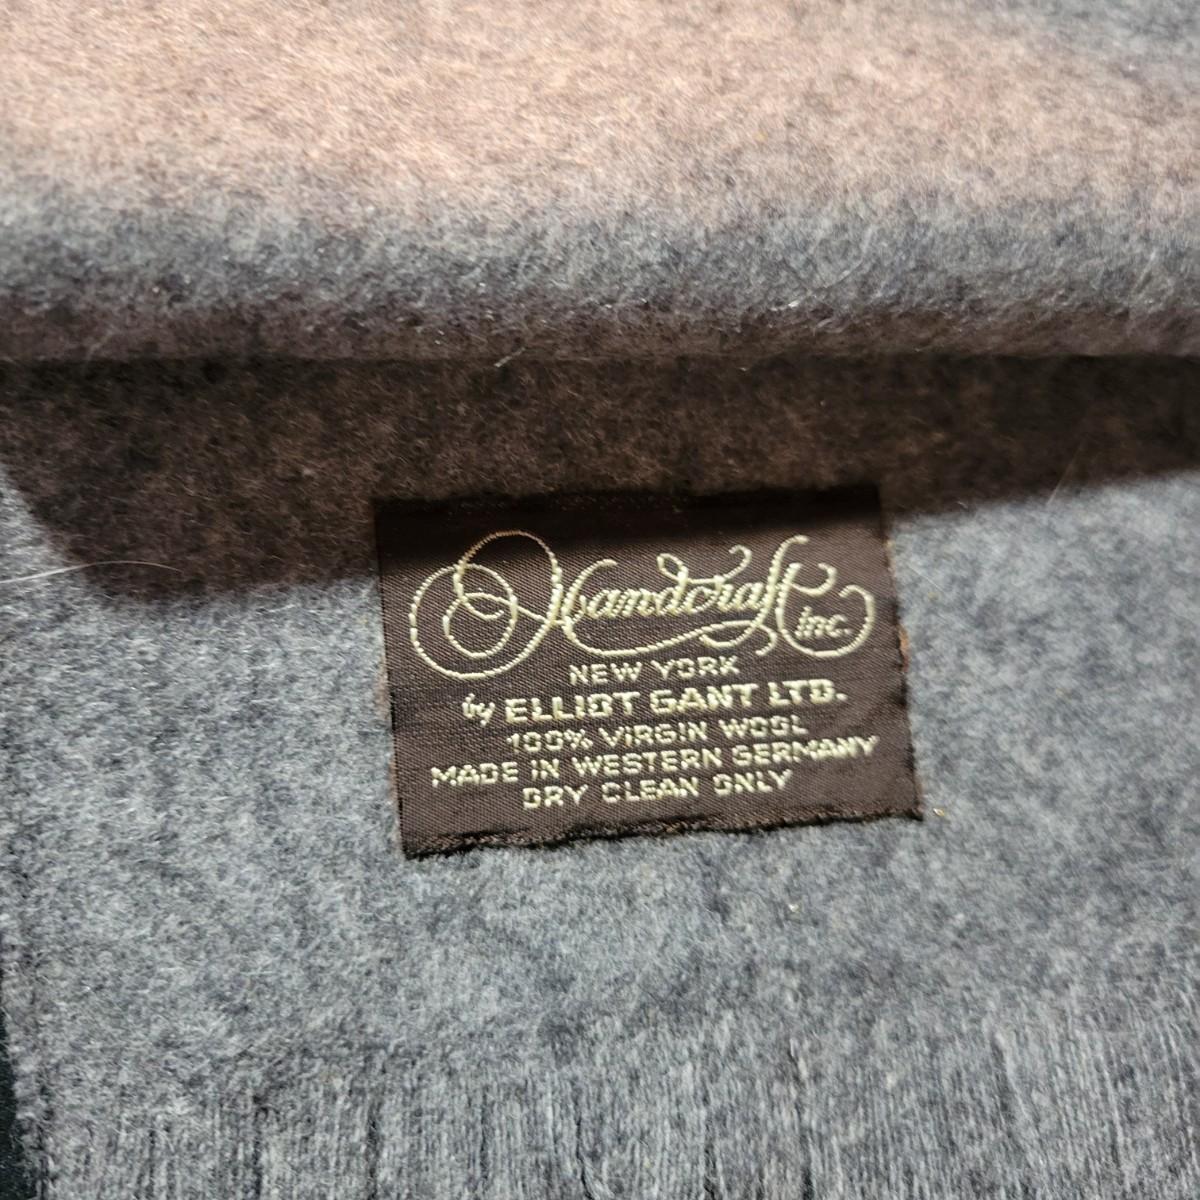 Handcraft inc.
NEW YORK
by ELLIOT GANT LTD.
100% VIRGIN WOOL
MADE IN WESTERN GERMANY
DRY CLEAN ONLY